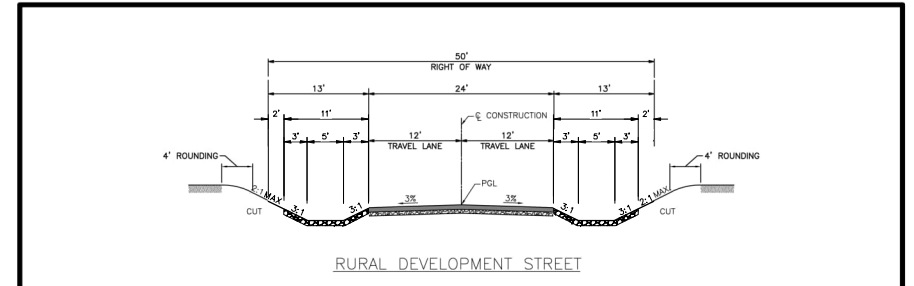 50'
RIGHT OF WAY
13' 24' 13'
2' 11' ℄ CONSTRUCTION 11' 2'
3' 5' 3' 12' 12' 3' 5' 3'
TRAVEL LANE TRAVEL LANE
4' ROUNDING 4' ROUNDING
PGL
2:1 MAX 3% 3% 2:1 MAX
CUT 3:1 3:1 3:1 3:1 CUT
RURAL DEVELOPMENT STREET